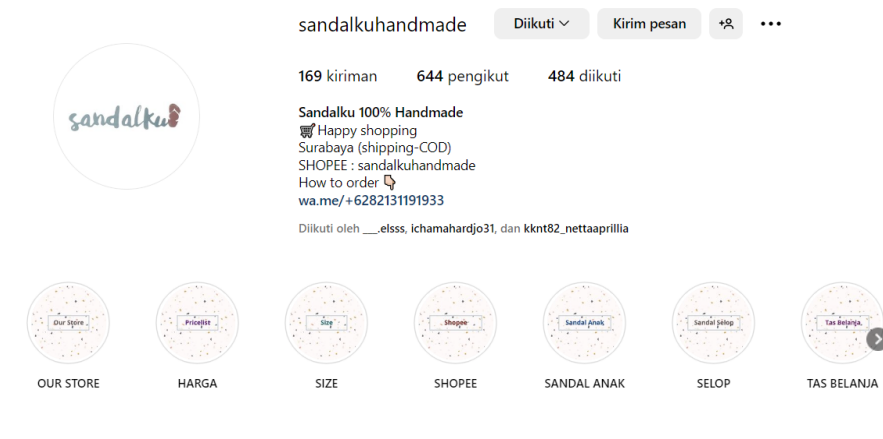 sandalkuhandmade
Diikuti
Kirim pesan
169 kiriman 644 pengikut 484 diikuti
sandalku
Sandalku 100% Handmade
🛒Happy shopping
Surabaya (shipping-COD)
SHOPEE : sandalkuhandmade
How to order 👇🏻
wa.me/+6282131191933
Diikuti oleh ___.elsss, ichamahardjo31, dan kknt82_nettaaprillia
Our Store
Pricelist
Size
Shopee
Sandal Anak
Sandal Selop
Tas Belanja
OUR STORE
HARGA
SIZE
SHOPEE
SANDAL ANAK
SELOP
TAS BELANJA